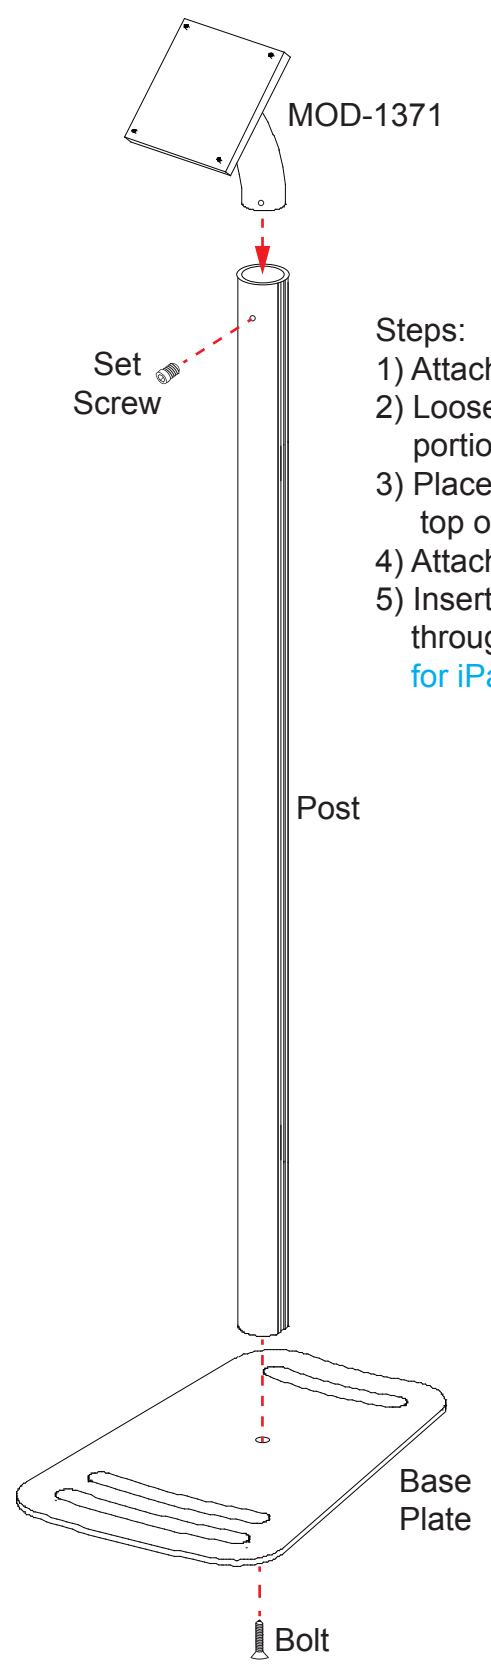 MOD-1371
Set
Screw
Steps:
1) Attach
2) Loose
portio
3) Place
top o
4) Attach
5) Insert
throug
for iPa
Post
Base
Plate
Bolt